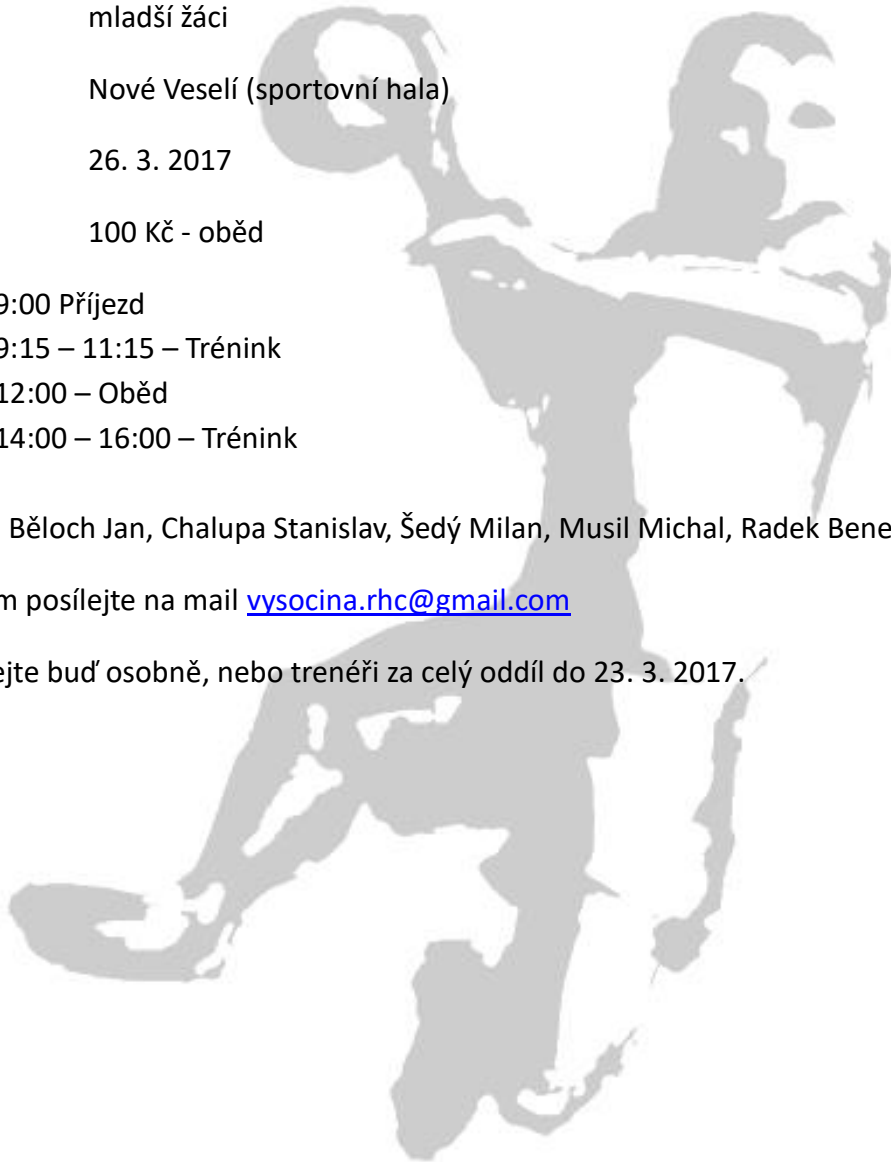 mladší žáci
Nové Veselí (sportovní hala)
26. 3. 2017
100 Kč - oběd
9:00 Příjezd
9:15 – 11:15 – Trénink
12:00 – Oběd
14:00 – 16:00 – Trénink
Běloch Jan, Chalupa Stanislav, Šedý Milan, Musil Michal, Radek Bene
m posílejte na mail vysocina.rhc@gmail.com
ejte buď osobně, nebo trenéři za celý oddíl do 23. 3. 2017.